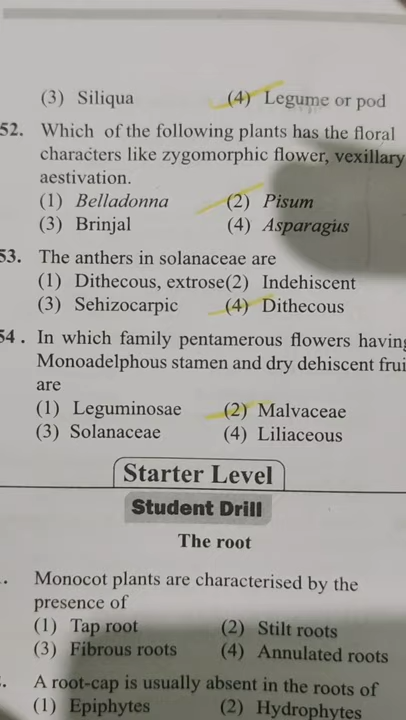 (3) Siliqua (4) Legume or pod
52. Which of the following plants has the floral
characters like zygomorphic flower, vexillary
aestivation.
(1) Belladonna (2) Pisum
(3) Brinjal (4) Asparagus
53. The anthers in solanaceae are
(1) Dithecous, extrose(2) Indehiscent
(3) Sehizocarpic (4) Dithecous
54. In which family pentamerous flowers having
Monoadelphous stamen and dry dehiscent frui
are
(1) Leguminosae (2) Malvaceae
(3) Solanaceae (4) Liliaceous
Starter Level
Student Drill
The root
. Monocot plants are characterised by the
presence of
(1) Tap root (2) Stilt roots
(3) Fibrous roots (4) Annulated roots
. A root-cap is usually absent in the roots of
(1) Epiphytes (2) Hydrophytes